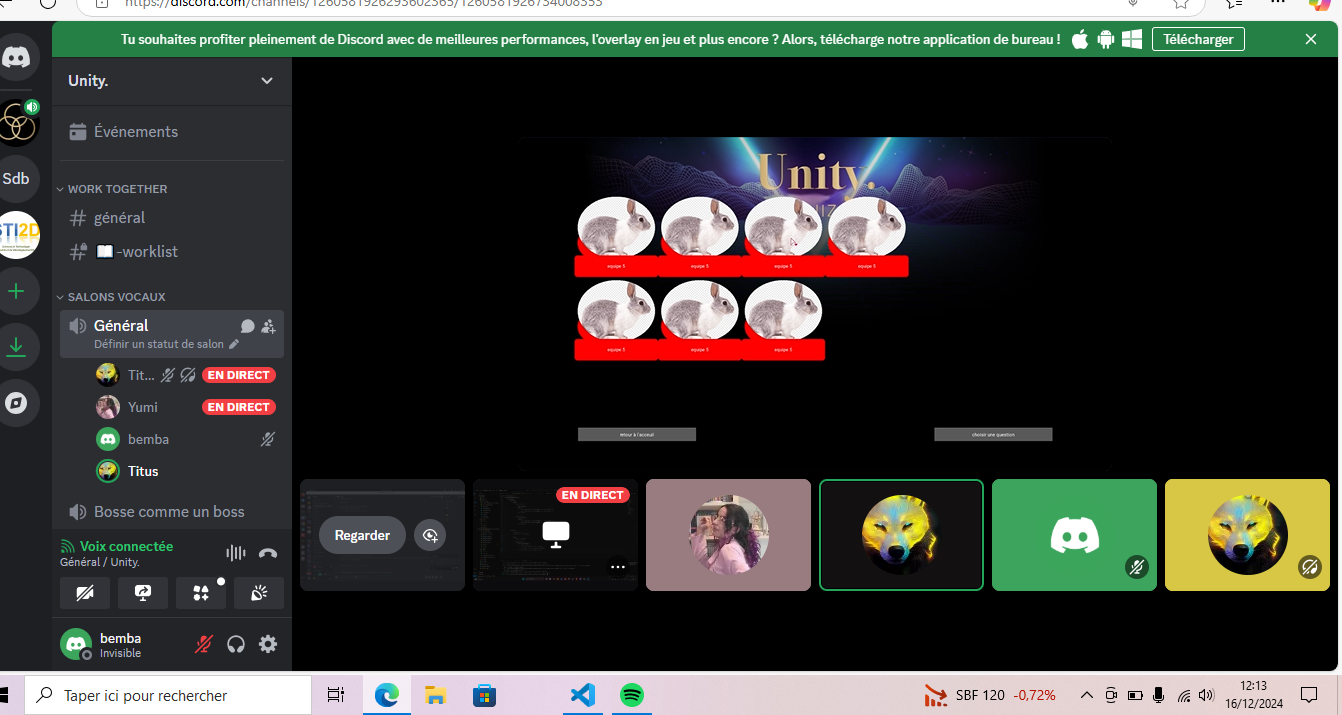 https://discord.com/channels/1260581926293602565/1260581926734008353
Tu souhaites profiter pleinement de Discord avec de meilleures performances, l'overlay en jeu et plus encore ? Alors, télécharge notre application de bureau !
Télécharger
Unity.
Événements
Sdb
WORK TOGETHER
# général
STI2D
-worklist
SALONS VOCAUX
Général
Définir un statut de salon
Tit... EN DIRECT
Yumi EN DIRECT
bemba
Titus
Bosse comme un boss
Voix connectée
Général / Unity.
bemba
Invisible
Unity.
equipe 5 equipe 5 equipe 5 equipe 5
equipe 5 equipe 5 equipe 5
retour à l'acceuil
choisir une question
Regarder
EN DIRECT
Taper ici pour rechercher
SBF 120 -0,72%
12:13
16/12/2024